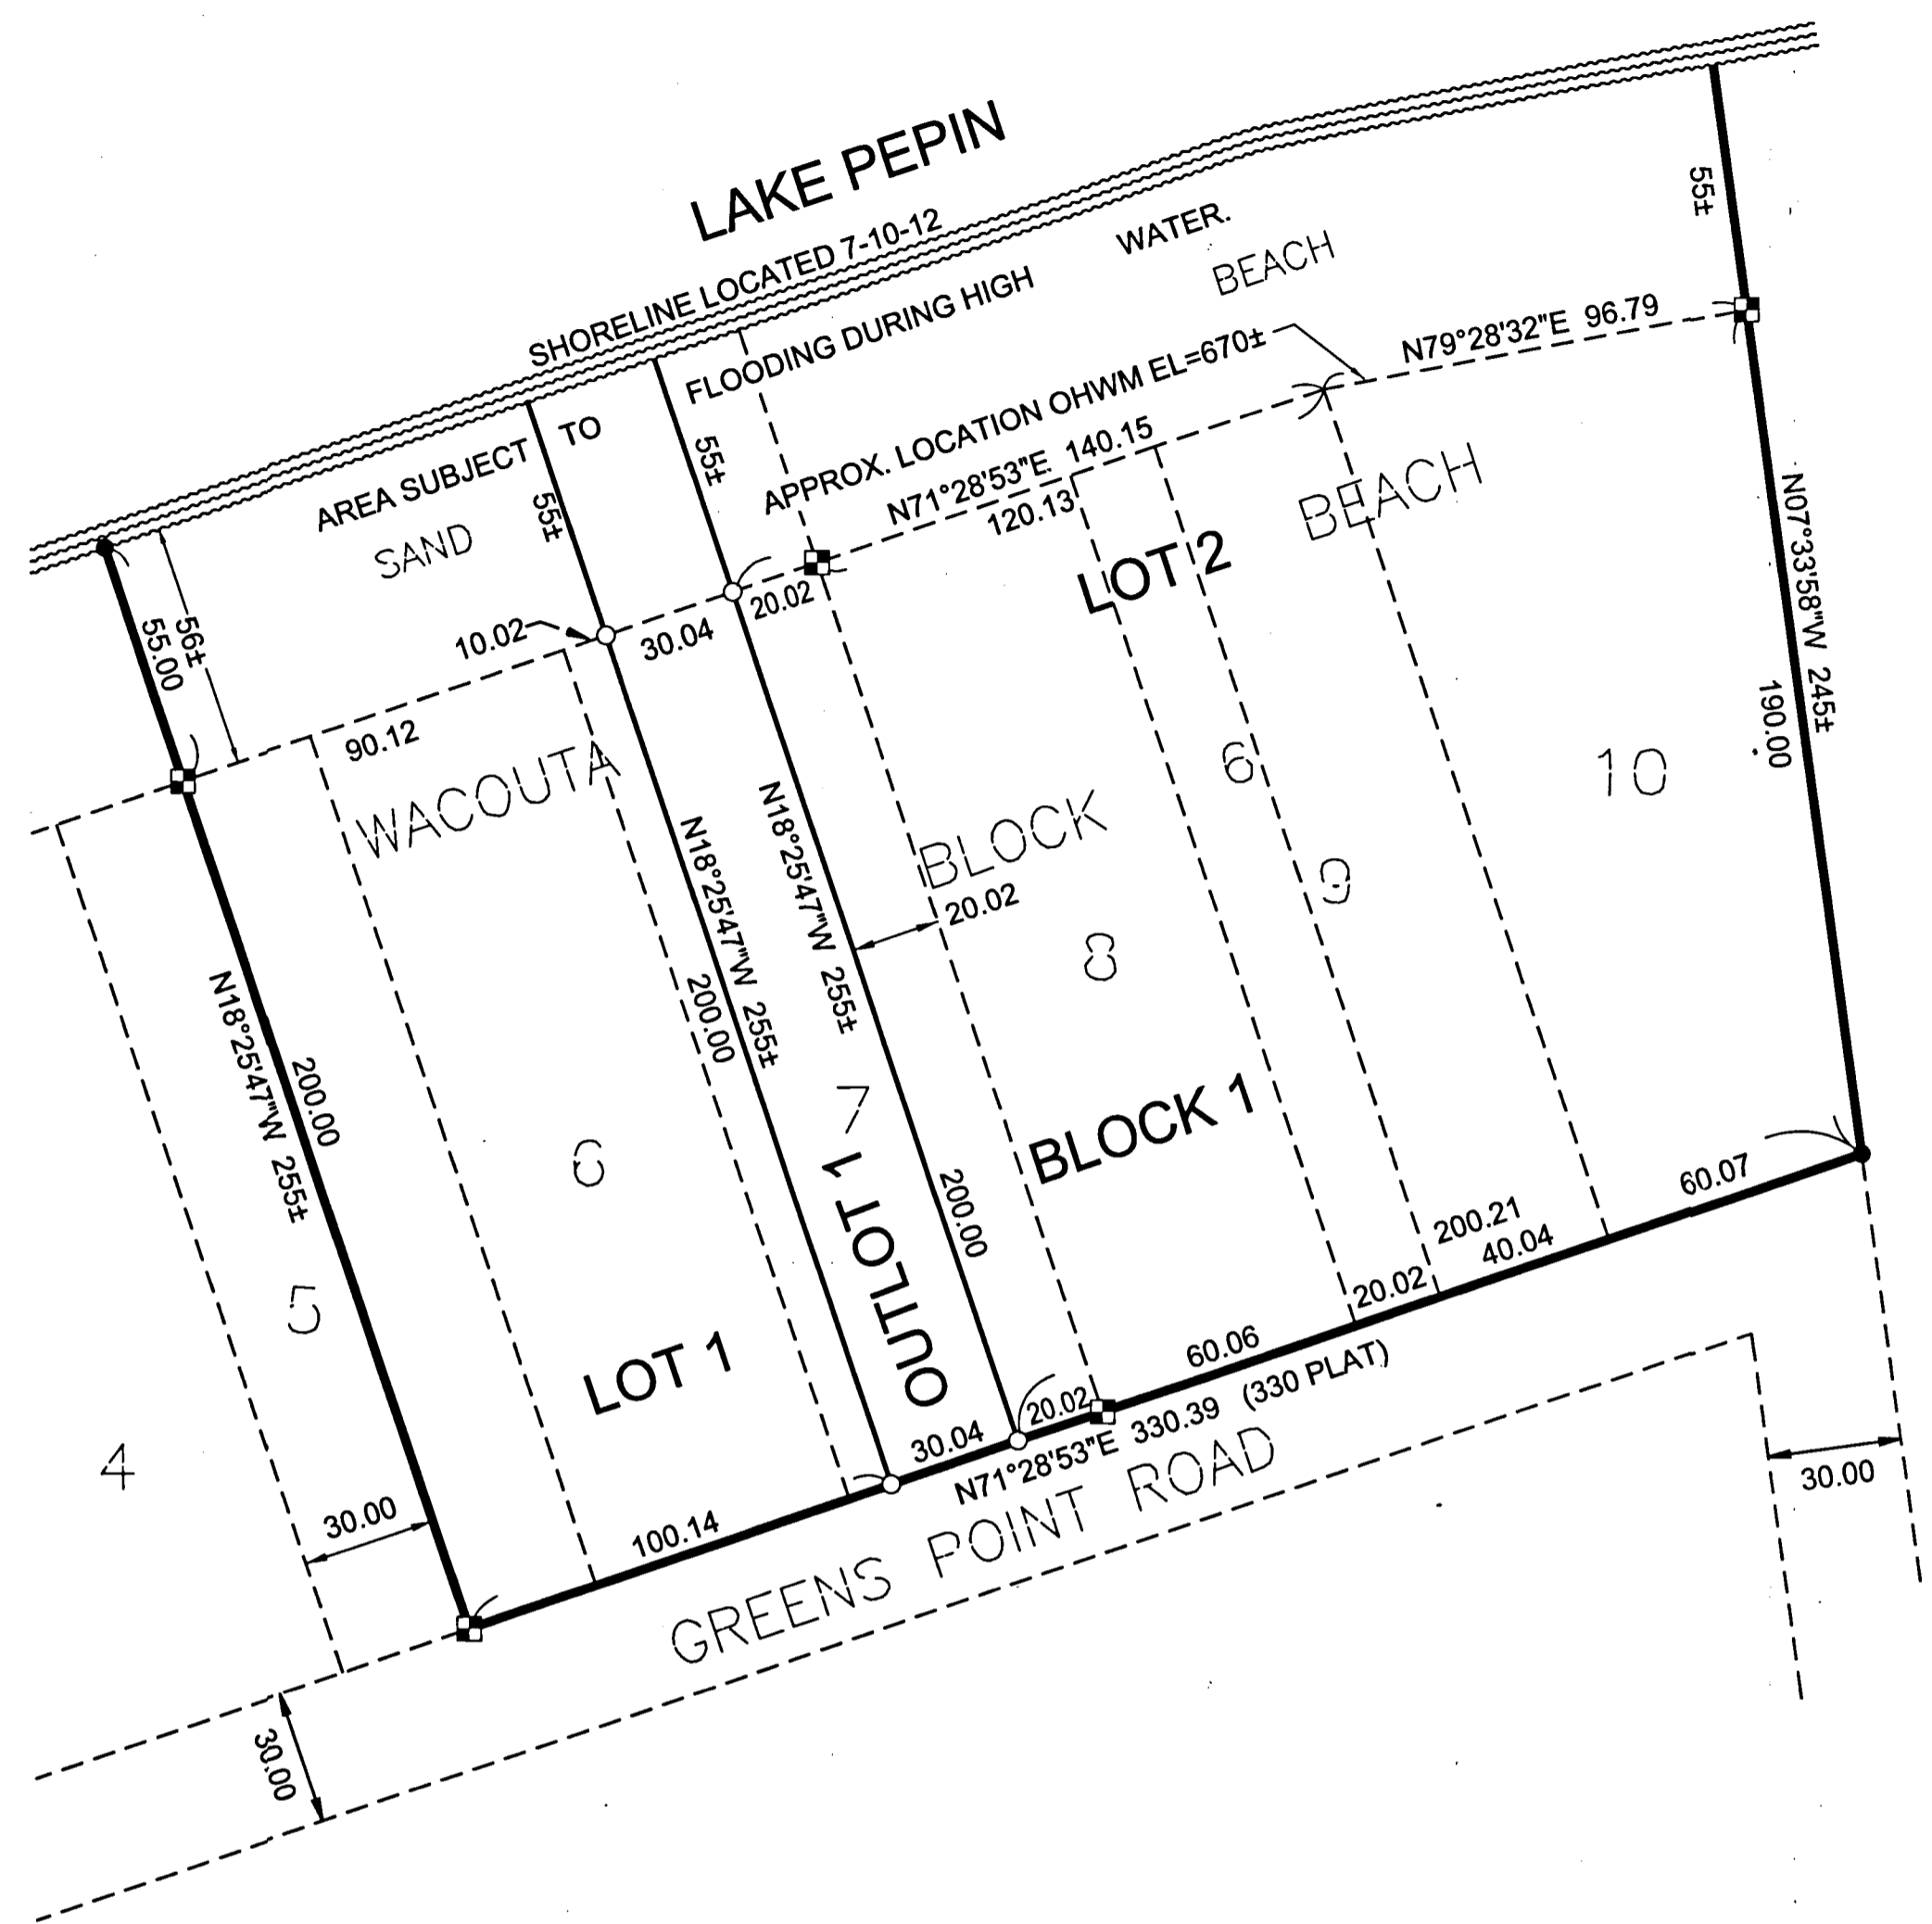 LAKE PEPIN
SHORELINE LOCATED 7-10-12
AREA SUBJECT TO FLOODING DURING HIGH WATER.
SAND BEACH
APPROX. LOCATION OHWM EL=670±
N79°28'32"E 96.79
N71°28'53"E 140.15
120.13
55±
55±
55±
55.00
56±
10.02
30.04
20.02
90.12
WACOUTA BEACH
LOT 2
N07°33'58"W 245±
190.00
N18°25'47"W 255±
200.00
N18°25'47"W 255±
200.00
N18°25'47"W 255±
200.00
BLOCK 6
20.02
4
5
6
7
8
9
10
BLOCK 1
OUTLOT 1
LOT 1
60.07
200.21
40.04
20.02
60.06
20.02
30.04
100.14
N71°28'53"E 330.39 (330 PLAT)
GREENS POINT ROAD
30.00
30.00
30.00